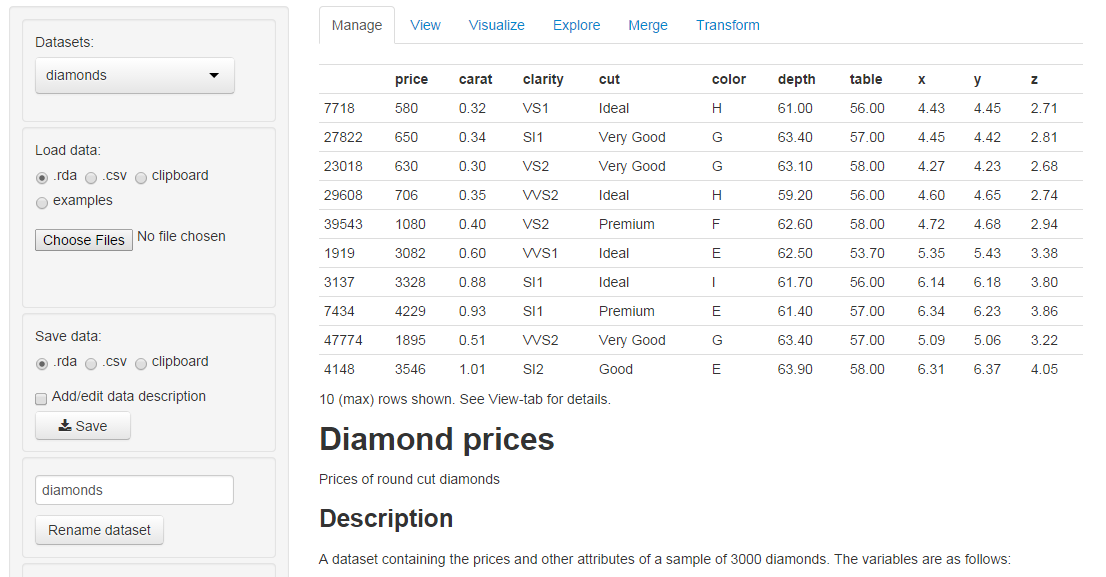 Datasets:
diamonds
Load data:
.rda .csv clipboard
examples
Choose Files No file chosen
Save data:
.rda .csv clipboard
Add/edit data description
Save
diamonds
Rename dataset
Manage View Visualize Explore Merge Transform
price carat clarity cut color depth table x y z
7718 580 0.32 VS1 Ideal H 61.00 56.00 4.43 4.45 2.71
27822 650 0.34 SI1 Very Good G 63.40 57.00 4.45 4.42 2.81
23018 630 0.30 VS2 Very Good G 63.10 58.00 4.27 4.23 2.68
29608 706 0.35 VVS2 Ideal H 59.20 56.00 4.60 4.65 2.74
39543 1080 0.40 VS2 Premium F 62.60 58.00 4.72 4.68 2.94
1919 3082 0.60 VVS1 Ideal E 62.50 53.70 5.35 5.43 3.38
3137 3328 0.88 SI1 Ideal I 61.70 56.00 6.14 6.18 3.80
7434 4229 0.93 SI1 Premium E 61.40 57.00 6.34 6.23 3.86
47774 1895 0.51 VVS2 Very Good G 63.40 57.00 5.09 5.06 3.22
4148 3546 1.01 SI2 Good E 63.90 58.00 6.31 6.37 4.05
10 (max) rows shown. See View-tab for details.
Diamond prices
Prices of round cut diamonds
Description
A dataset containing the prices and other attributes of a sample of 3000 diamonds. The variables are as follows: